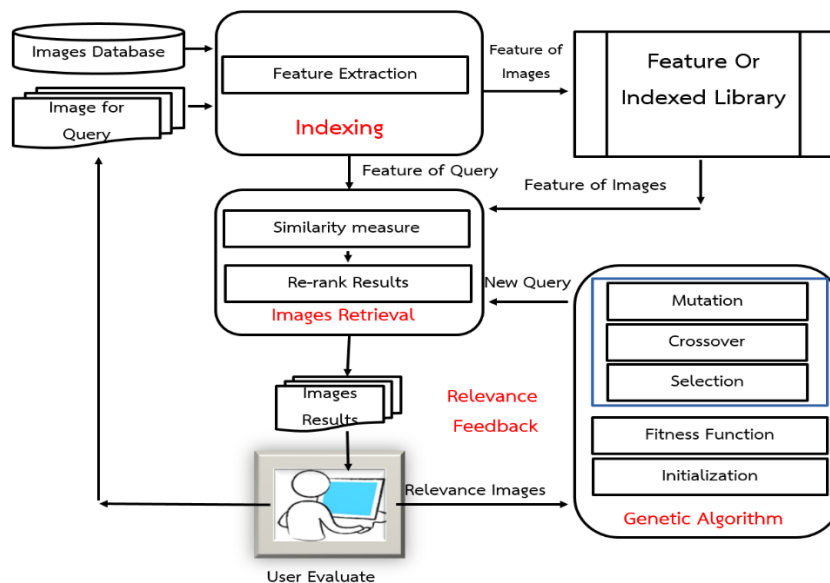 Images Database
Image for
Query
Feature Extraction
Indexing
Feature of
Images
Feature Or
Indexed Library
Feature of Query
Feature of Images
Similarity measure
Re-rank Results
Images Retrieval
New Query
Mutation
Crossover
Selection
Fitness Function
Initialization
Genetic Algorithm
Images
Results
Relevance
Feedback
Relevance Images
User Evaluate